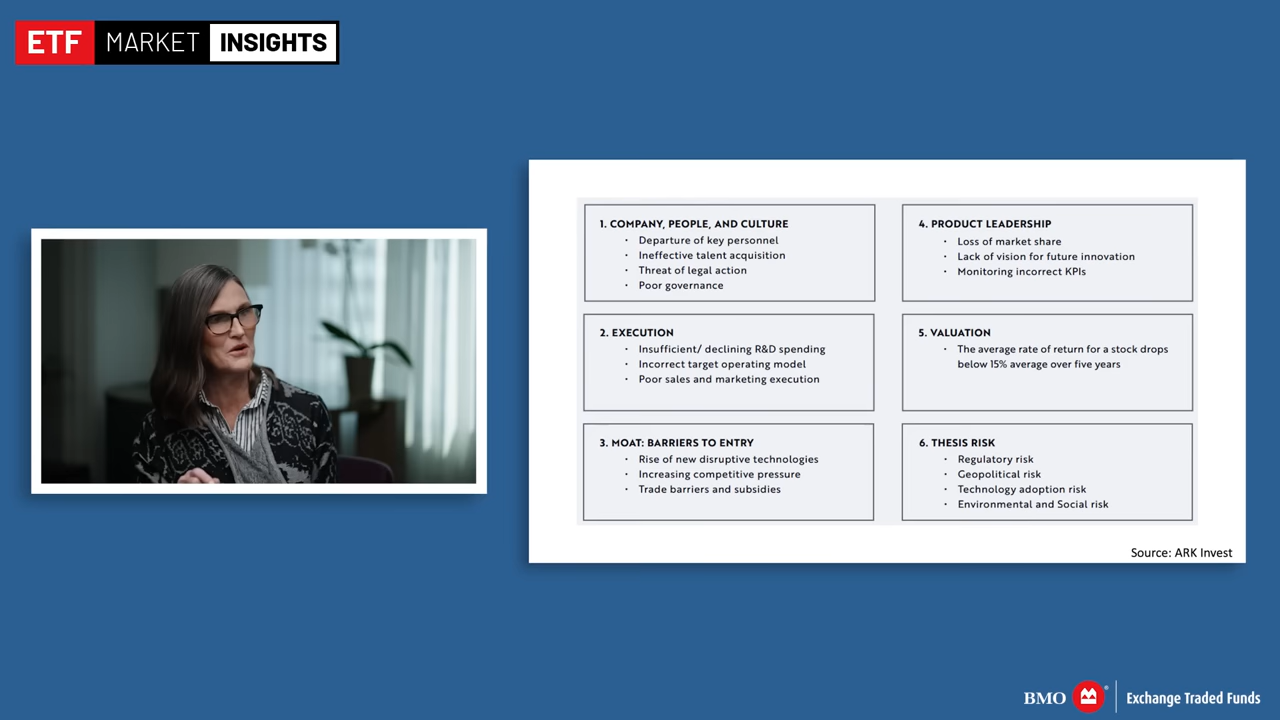 ETF MARKET INSIGHTS
1. COMPANY, PEOPLE, AND CULTURE
• Departure of key personnel
• Ineffective talent acquisition
• Threat of legal action
• Poor governance
2. EXECUTION
• Insufficient/ declining R&D spending
• Incorrect target operating model
• Poor sales and marketing execution
3. MOAT: BARRIERS TO ENTRY
• Rise of new disruptive technologies
• Increasing competitive pressure
• Trade barriers and subsidies
4. PRODUCT LEADERSHIP
• Loss of market share
• Lack of vision for future innovation
• Monitoring incorrect KPIs
5. VALUATION
• The average rate of return for a stock drops
below 15% average over five years
6. THESIS RISK
• Regulatory risk
• Geopolitical risk
• Technology adoption risk
• Environmental and Social risk
Source: ARK Invest
BMO ® | Exchange Traded Funds